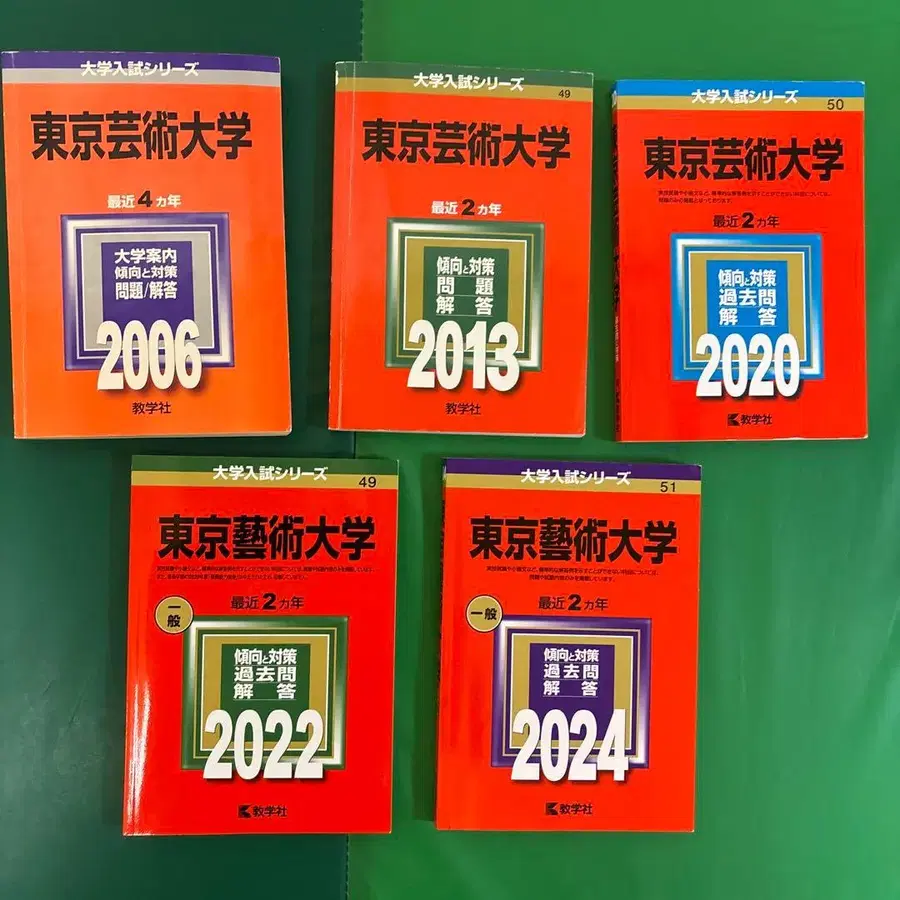 大学入試シリーズ
東京芸術大学
最近4カ年
大学案内
傾向と対策
問題/解答
2006
教学社
大学入試シリーズ
49
東京芸術大学
最近2カ年
傾向と対策
問題
解答
2013
教学社
大学入試シリーズ
50
東京芸術大学
最近2カ年
傾向と対策
過去問
解答
2020
教学社
大学入試シリーズ
49
東京藝術大学
最近2カ年
一般
傾向と対策
過去問
解答
2022
教学社
大学入試シリーズ
51
東京藝術大学
最近2カ年
一般
傾向と対策
過去問
解答
2024
教学社